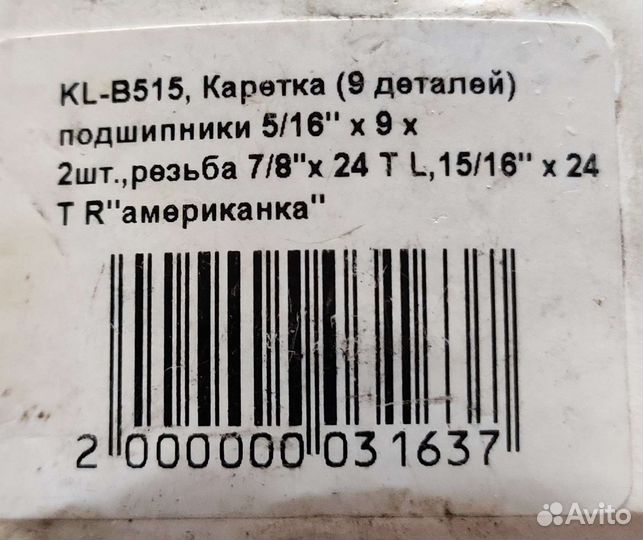 KL-B515, Каретка (9 деталей)
подшипники 5/16" x 9 x
2шт.,резьба 7/8"x 24 T L,15/16" x 24
T R"американка"
2 000000 031637
Avito